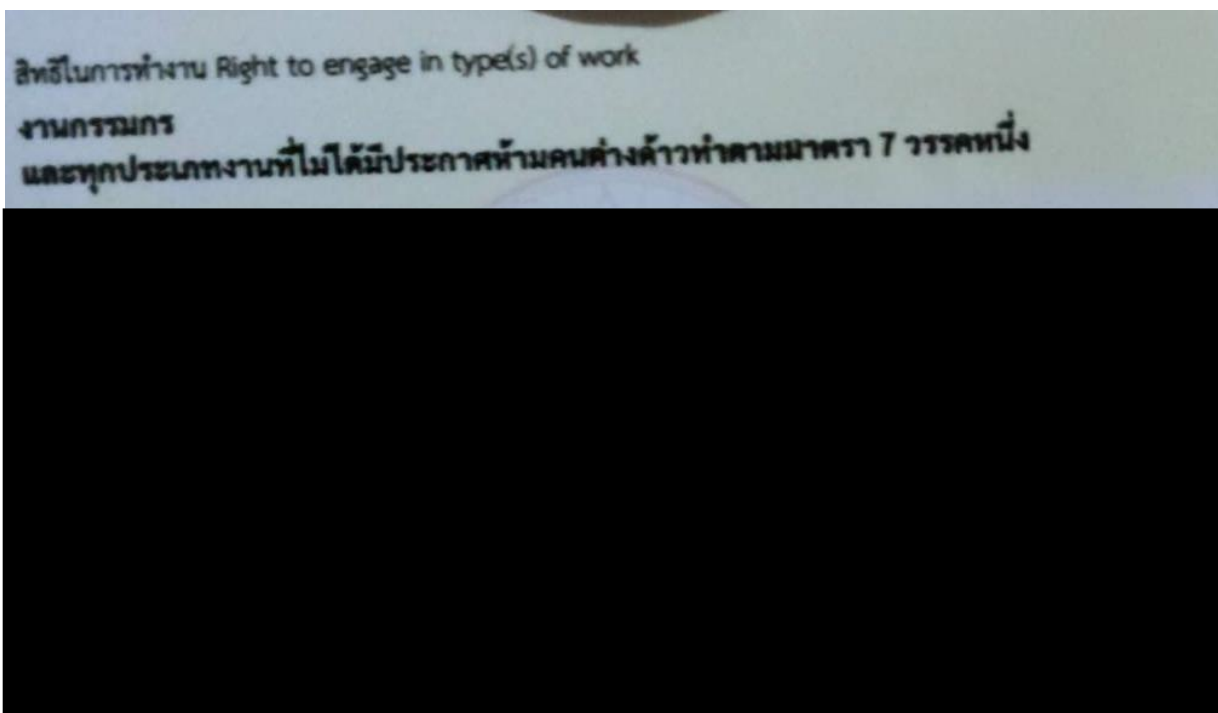 สิทธิในการทำงาน Right to engage in type(s) of work
งานกรรมกร
และทุกประเภทงานที่ไม่ได้มีประกาศห้ามคนต่างด้าวทำตามมาตรา 7 วรรคหนึ่ง